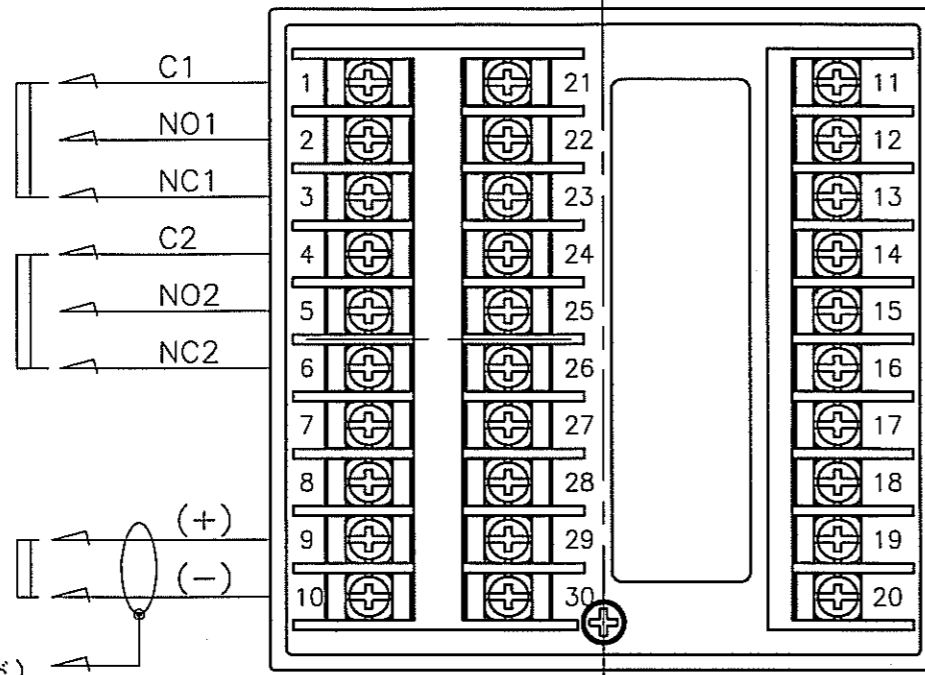 C1 1 21 11
NO1 2 22 12
NC1 3 23 13
C2 4 24 14
NO2 5 25 15
NC2 6 26 16
7 27 17
8 28 18
(+) 9 29 19
(-) 10 30 20
)